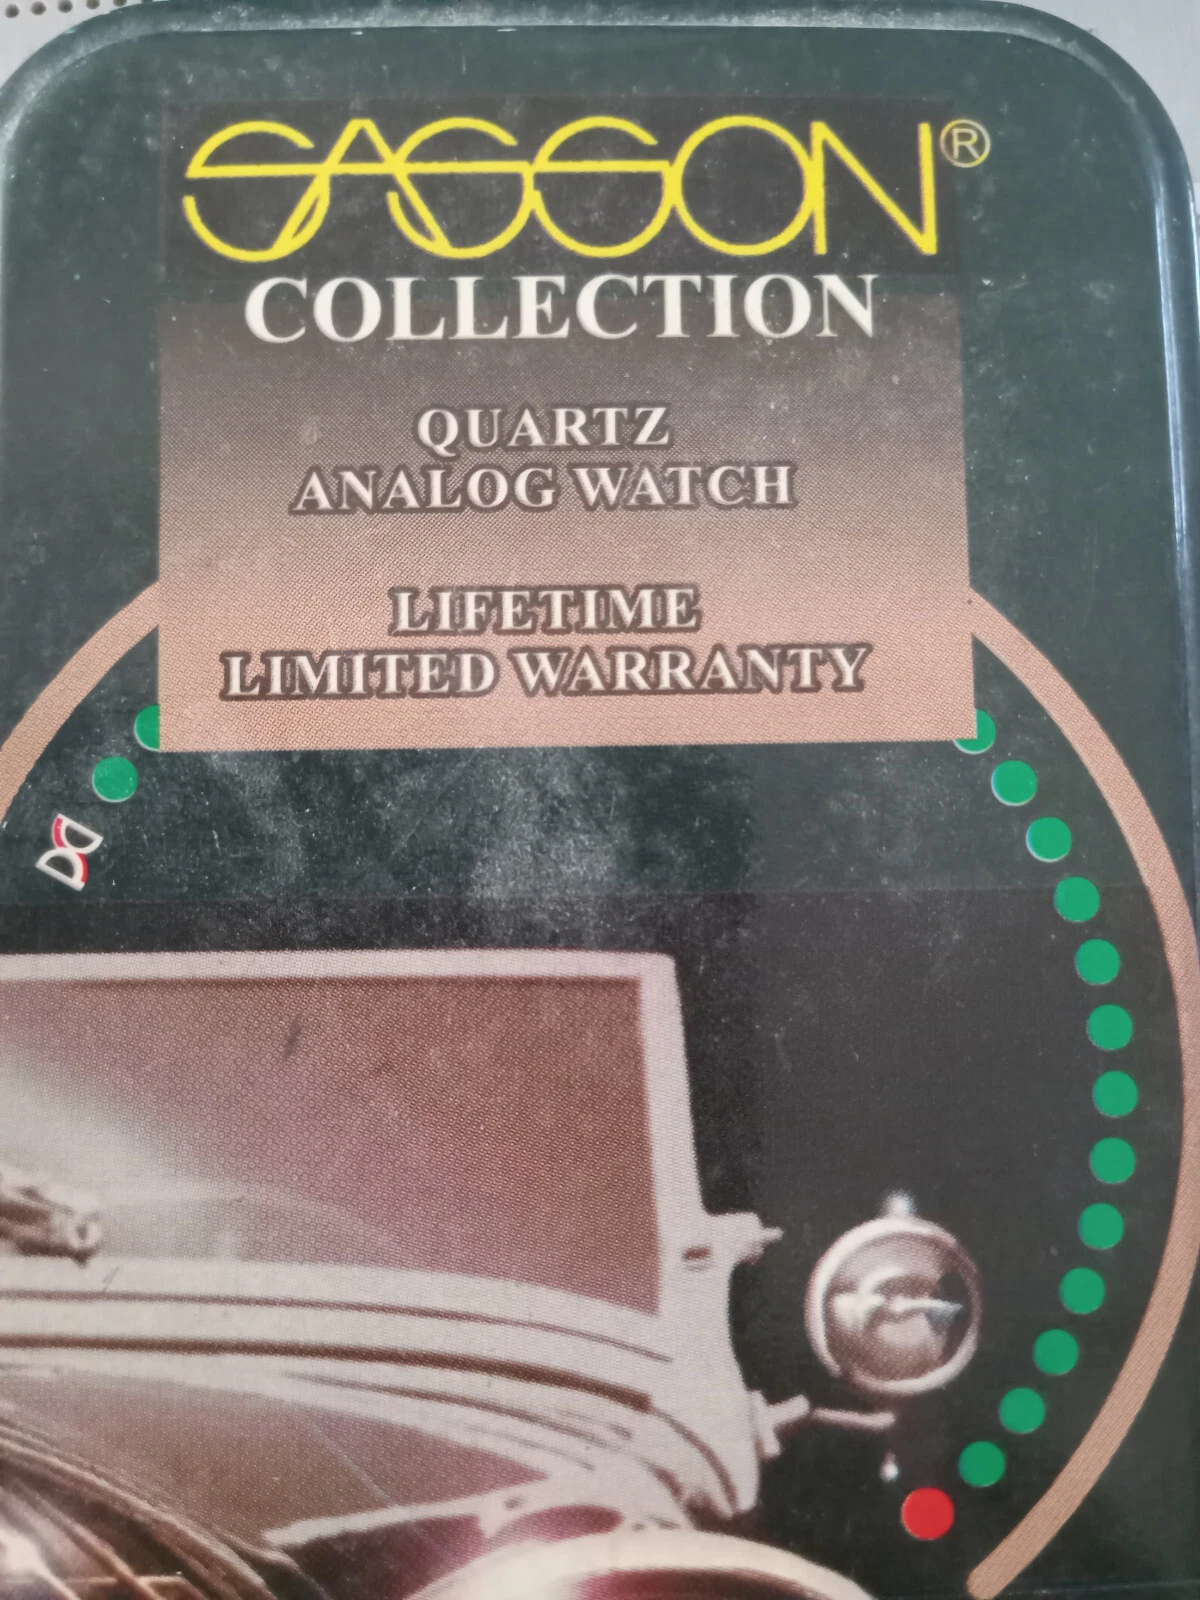 SASSON®
COLLECTION
QUARTZ
ANALOG WATCH
LIFETIME
LIMITED WARRANTY